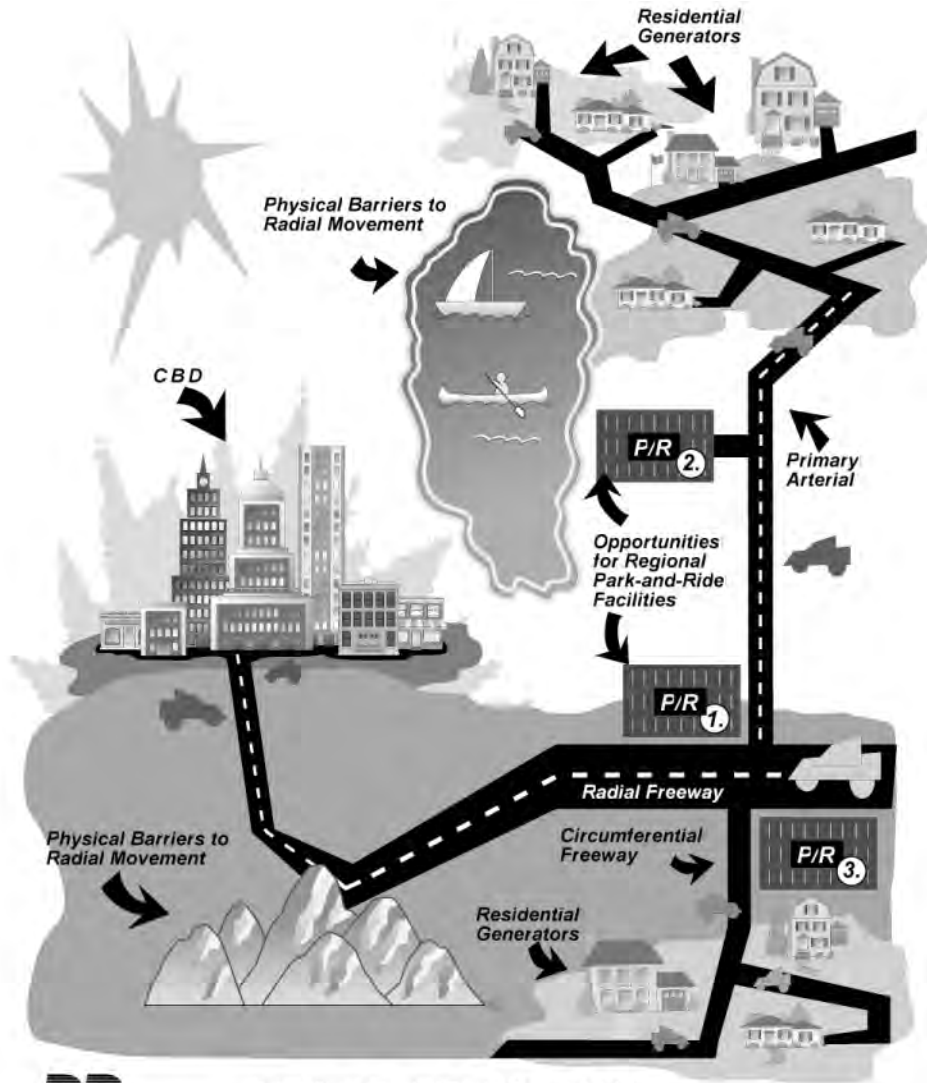 Residential
Generators
Physical Barriers to
Radial Movement
CBD
P/R 2.
Primary
Arterial
Opportunities
for Regional
Park-and-Ride
Facilities
P/R 1.
Radial Freeway
Circumferential
Freeway
Physical Barriers to
Radial Movement
P/R 3.
Residential
Generators